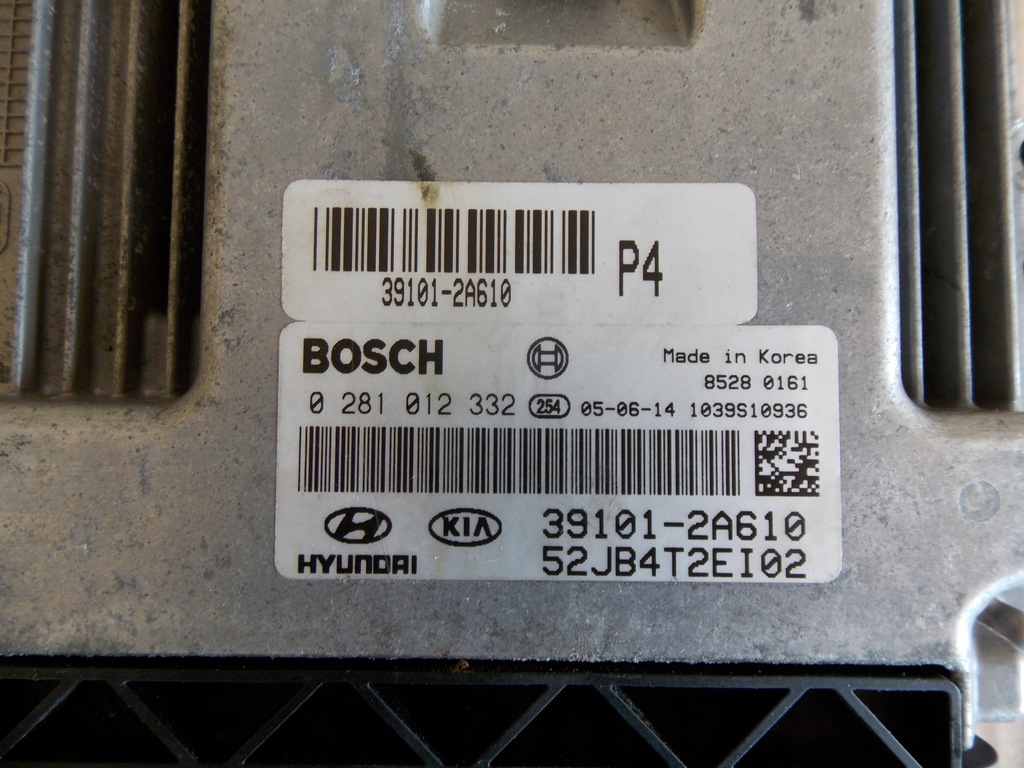 39101-2A610
P4
BOSCH
Made in Korea
8528 0161
0 281 012 332 254 05-06-14 1039S10936
KIA 39101-2A610
HYUNDAI 52JB4T2EI02